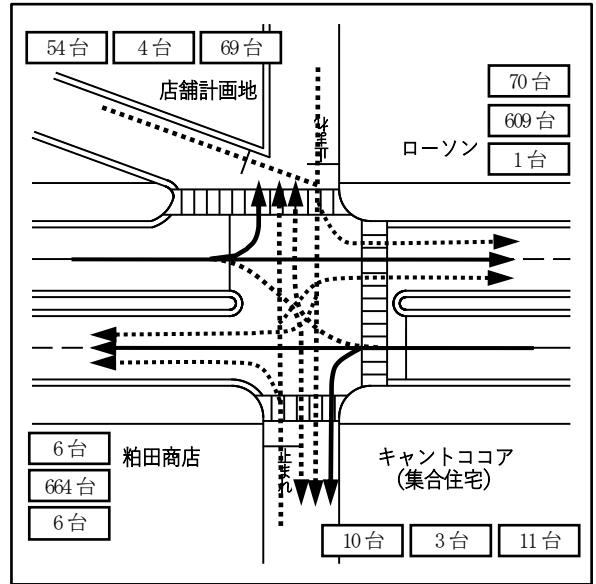 54台 4台 69台
店舗計画地
止まれ
70台
ローソン
609台
1台
6台
粕田商店
664台
6台
止まれ
キャントココア
(集合住宅)
10台 3台 11台